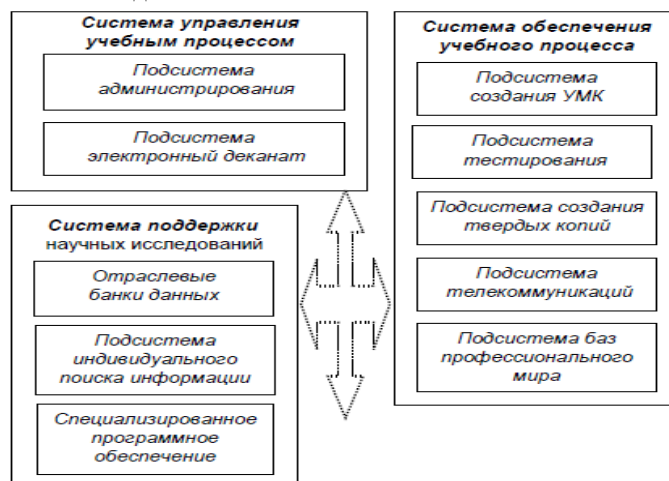 Система управления
учебным процессом
Подсистема
администрирования
Подсистема
электронный деканат
Система поддержки
научных исследований
Отраслевые
банки данных
Подсистема
индивидуального
поиска информации
Специализированное
программное
обеспечение
Система обеспечения
учебного процесса
Подсистема
создания УМК
Подсистема
тестирования
Подсистема создания
твердых копий
Подсистема
телекоммуникаций
Подсистема баз
профессионального
мира